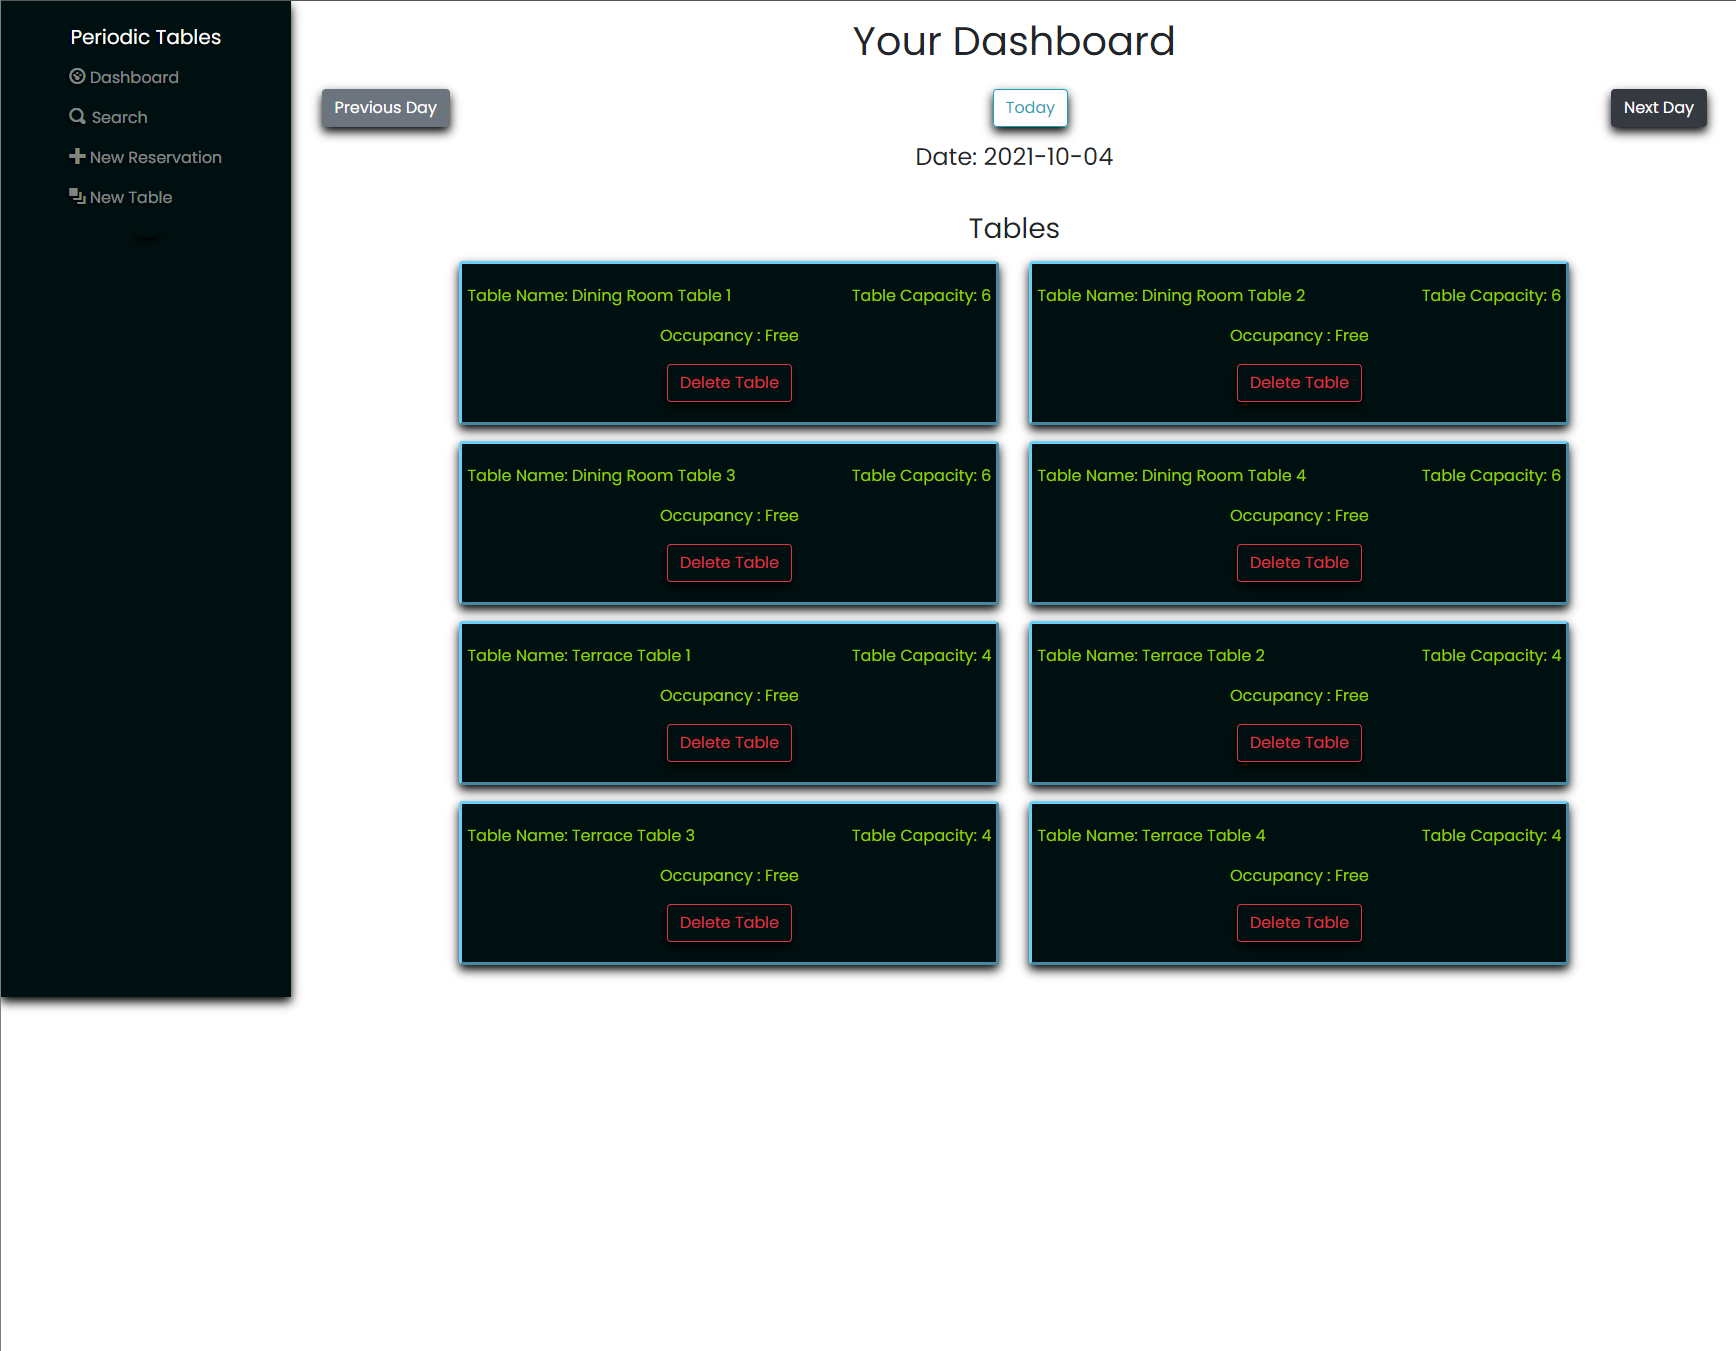 Periodic Tables
Dashboard
Search
New Reservation
New Table
Your Dashboard
Previous Day
Today
Next Day
Date: 2021-10-04
Tables
Table Name: Dining Room Table 1 Table Capacity: 6
Occupancy : Free
Delete Table
Table Name: Dining Room Table 2 Table Capacity: 6
Occupancy : Free
Delete Table
Table Name: Dining Room Table 3 Table Capacity: 6
Occupancy : Free
Delete Table
Table Name: Dining Room Table 4 Table Capacity: 6
Occupancy : Free
Delete Table
Table Name: Terrace Table 1 Table Capacity: 4
Occupancy : Free
Delete Table
Table Name: Terrace Table 2 Table Capacity: 4
Occupancy : Free
Delete Table
Table Name: Terrace Table 3 Table Capacity: 4
Occupancy : Free
Delete Table
Table Name: Terrace Table 4 Table Capacity: 4
Occupancy : Free
Delete Table